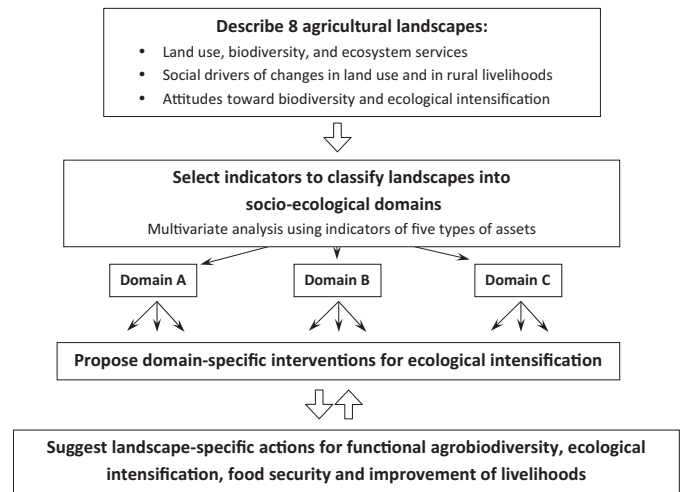 Describe 8 agricultural landscapes:
• Land use, biodiversity, and ecosystem services
• Social drivers of changes in land use and in rural livelihoods
• Attitudes toward biodiversity and ecological intensification
Select indicators to classify landscapes into
socio-ecological domains
Multivariate analysis using indicators of five types of assets
Domain A
Domain B
Domain C
Propose domain-specific interventions for ecological intensification
Suggest landscape-specific actions for functional agrobiodiversity, ecological
intensification, food security and improvement of livelihoods